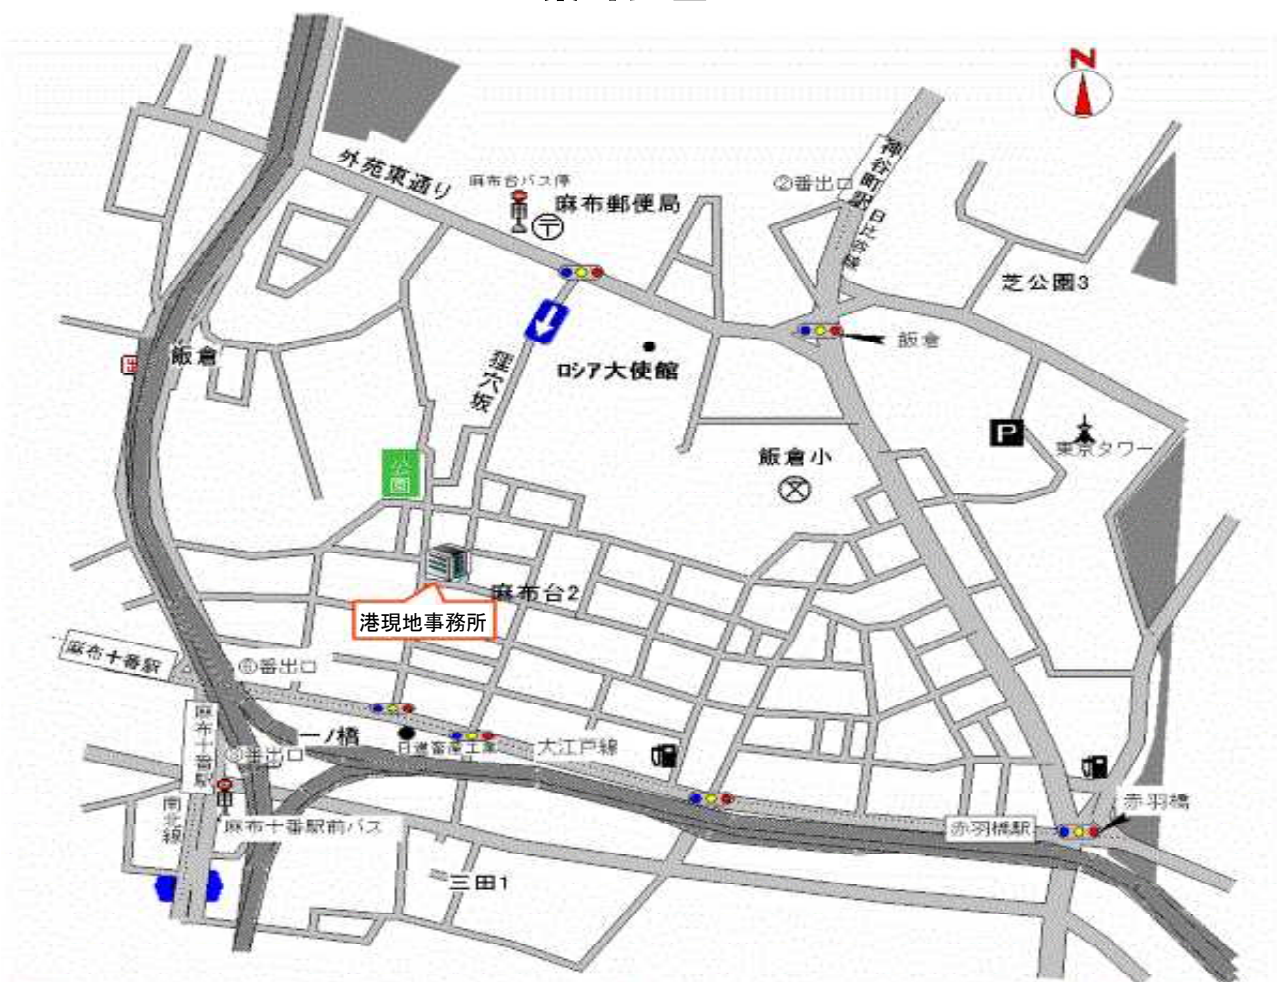 N
外苑東通り
麻布台バス停
麻布郵便局
②番出口
神谷町駅
日比谷線
芝公園3
飯倉
飯倉
ロシア大使館
狸穴坂
P
東京タワー
飯倉小
公園
麻布台2
港現地事務所
麻布十番駅
⑥番出口
麻布十番駅
一ノ橋
大江戸線
南北線
麻布十番駅前バス
赤羽橋
赤羽橋駅
三田1